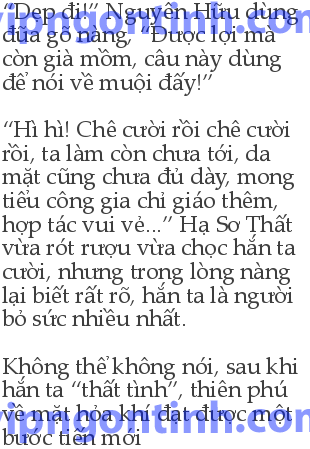 “Dẹp đi!” Nguyên Hữu dùng
đũa gõ nàng, “Được lợi mà
còn già mồm, câu này dùng
để nói về muội đấy!”
“Hì hì! Chê cười rồi chê cười
rồi, ta làm còn chưa tới, da
mặt cũng chưa đủ dày, mong
tiểu công gia chỉ giáo thêm,
hợp tác vui vẻ...” Hạ Sơ Thất
vừa rót rượu vừa chọc hắn ta
cười, nhưng trong lòng nàng
lại biết rất rõ, hắn ta là người
bỏ sức nhiều nhất.
Không thể không nói, sau khi
hắn ta “thất tình”, thiên phú
về mặt hỏa khí đạt được một
bước tiến mới
vipngontinh.com